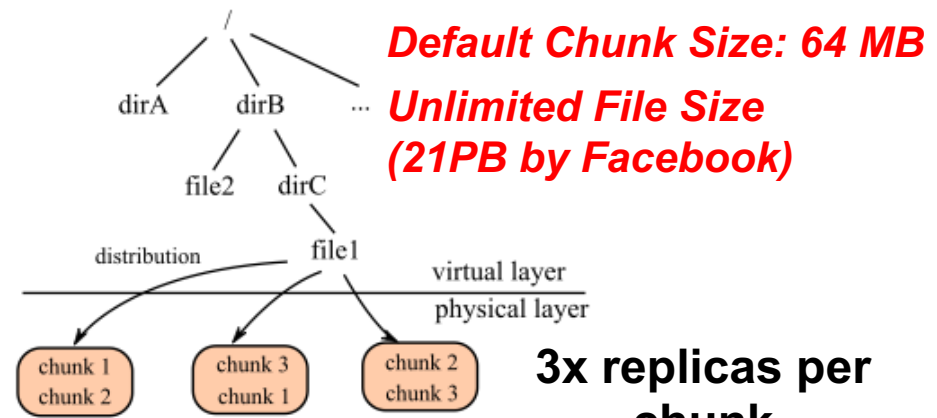 /
Default Chunk Size: 64 MB
dirA dirB ... Unlimited File Size
(21PB by Facebook)
file2 dirC
distribution file1
virtual layer
physical layer
chunk 1 chunk 3 chunk 2
chunk 2 chunk 1 chunk 3
3x replicas per
chunk